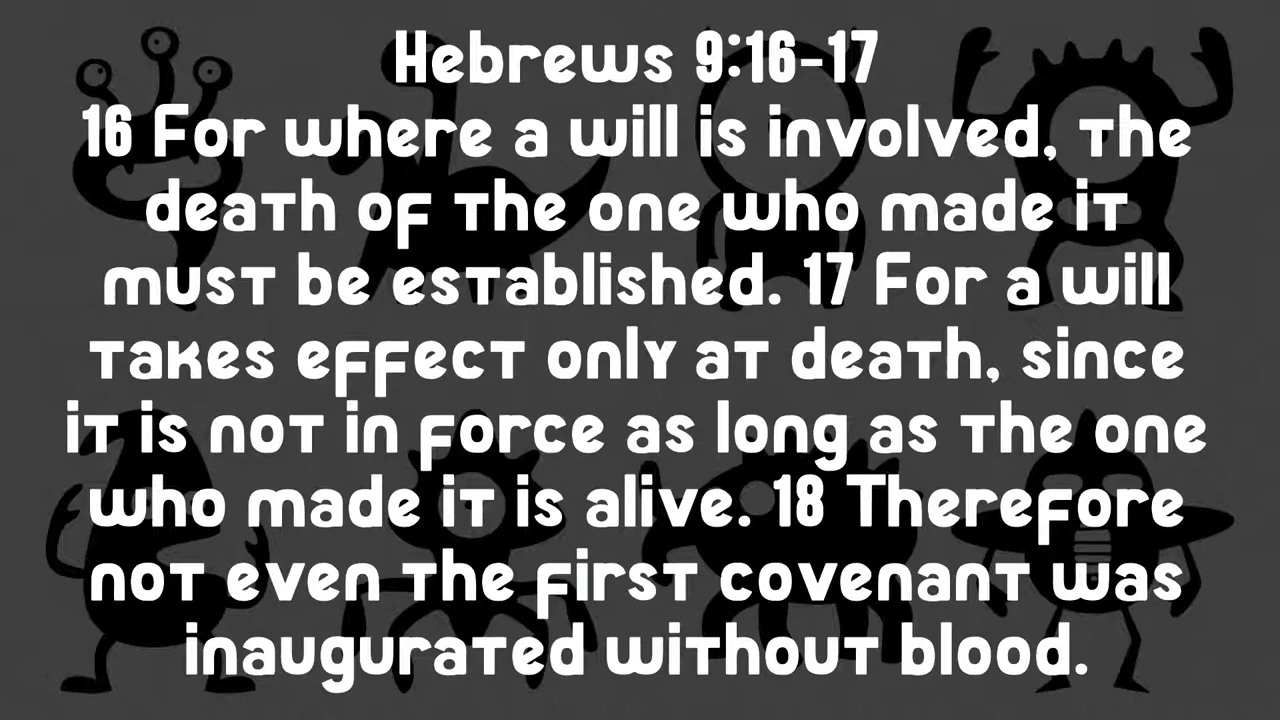 Hebrews 9:16-17
16 For where a will is involved, the
death of the one who made it
must be established. 17 For a will
takes effect only at death, since
it is not in force as long as the one
who made it is alive. 18 Therefore
not even the first covenant was
inaugurated without blood.